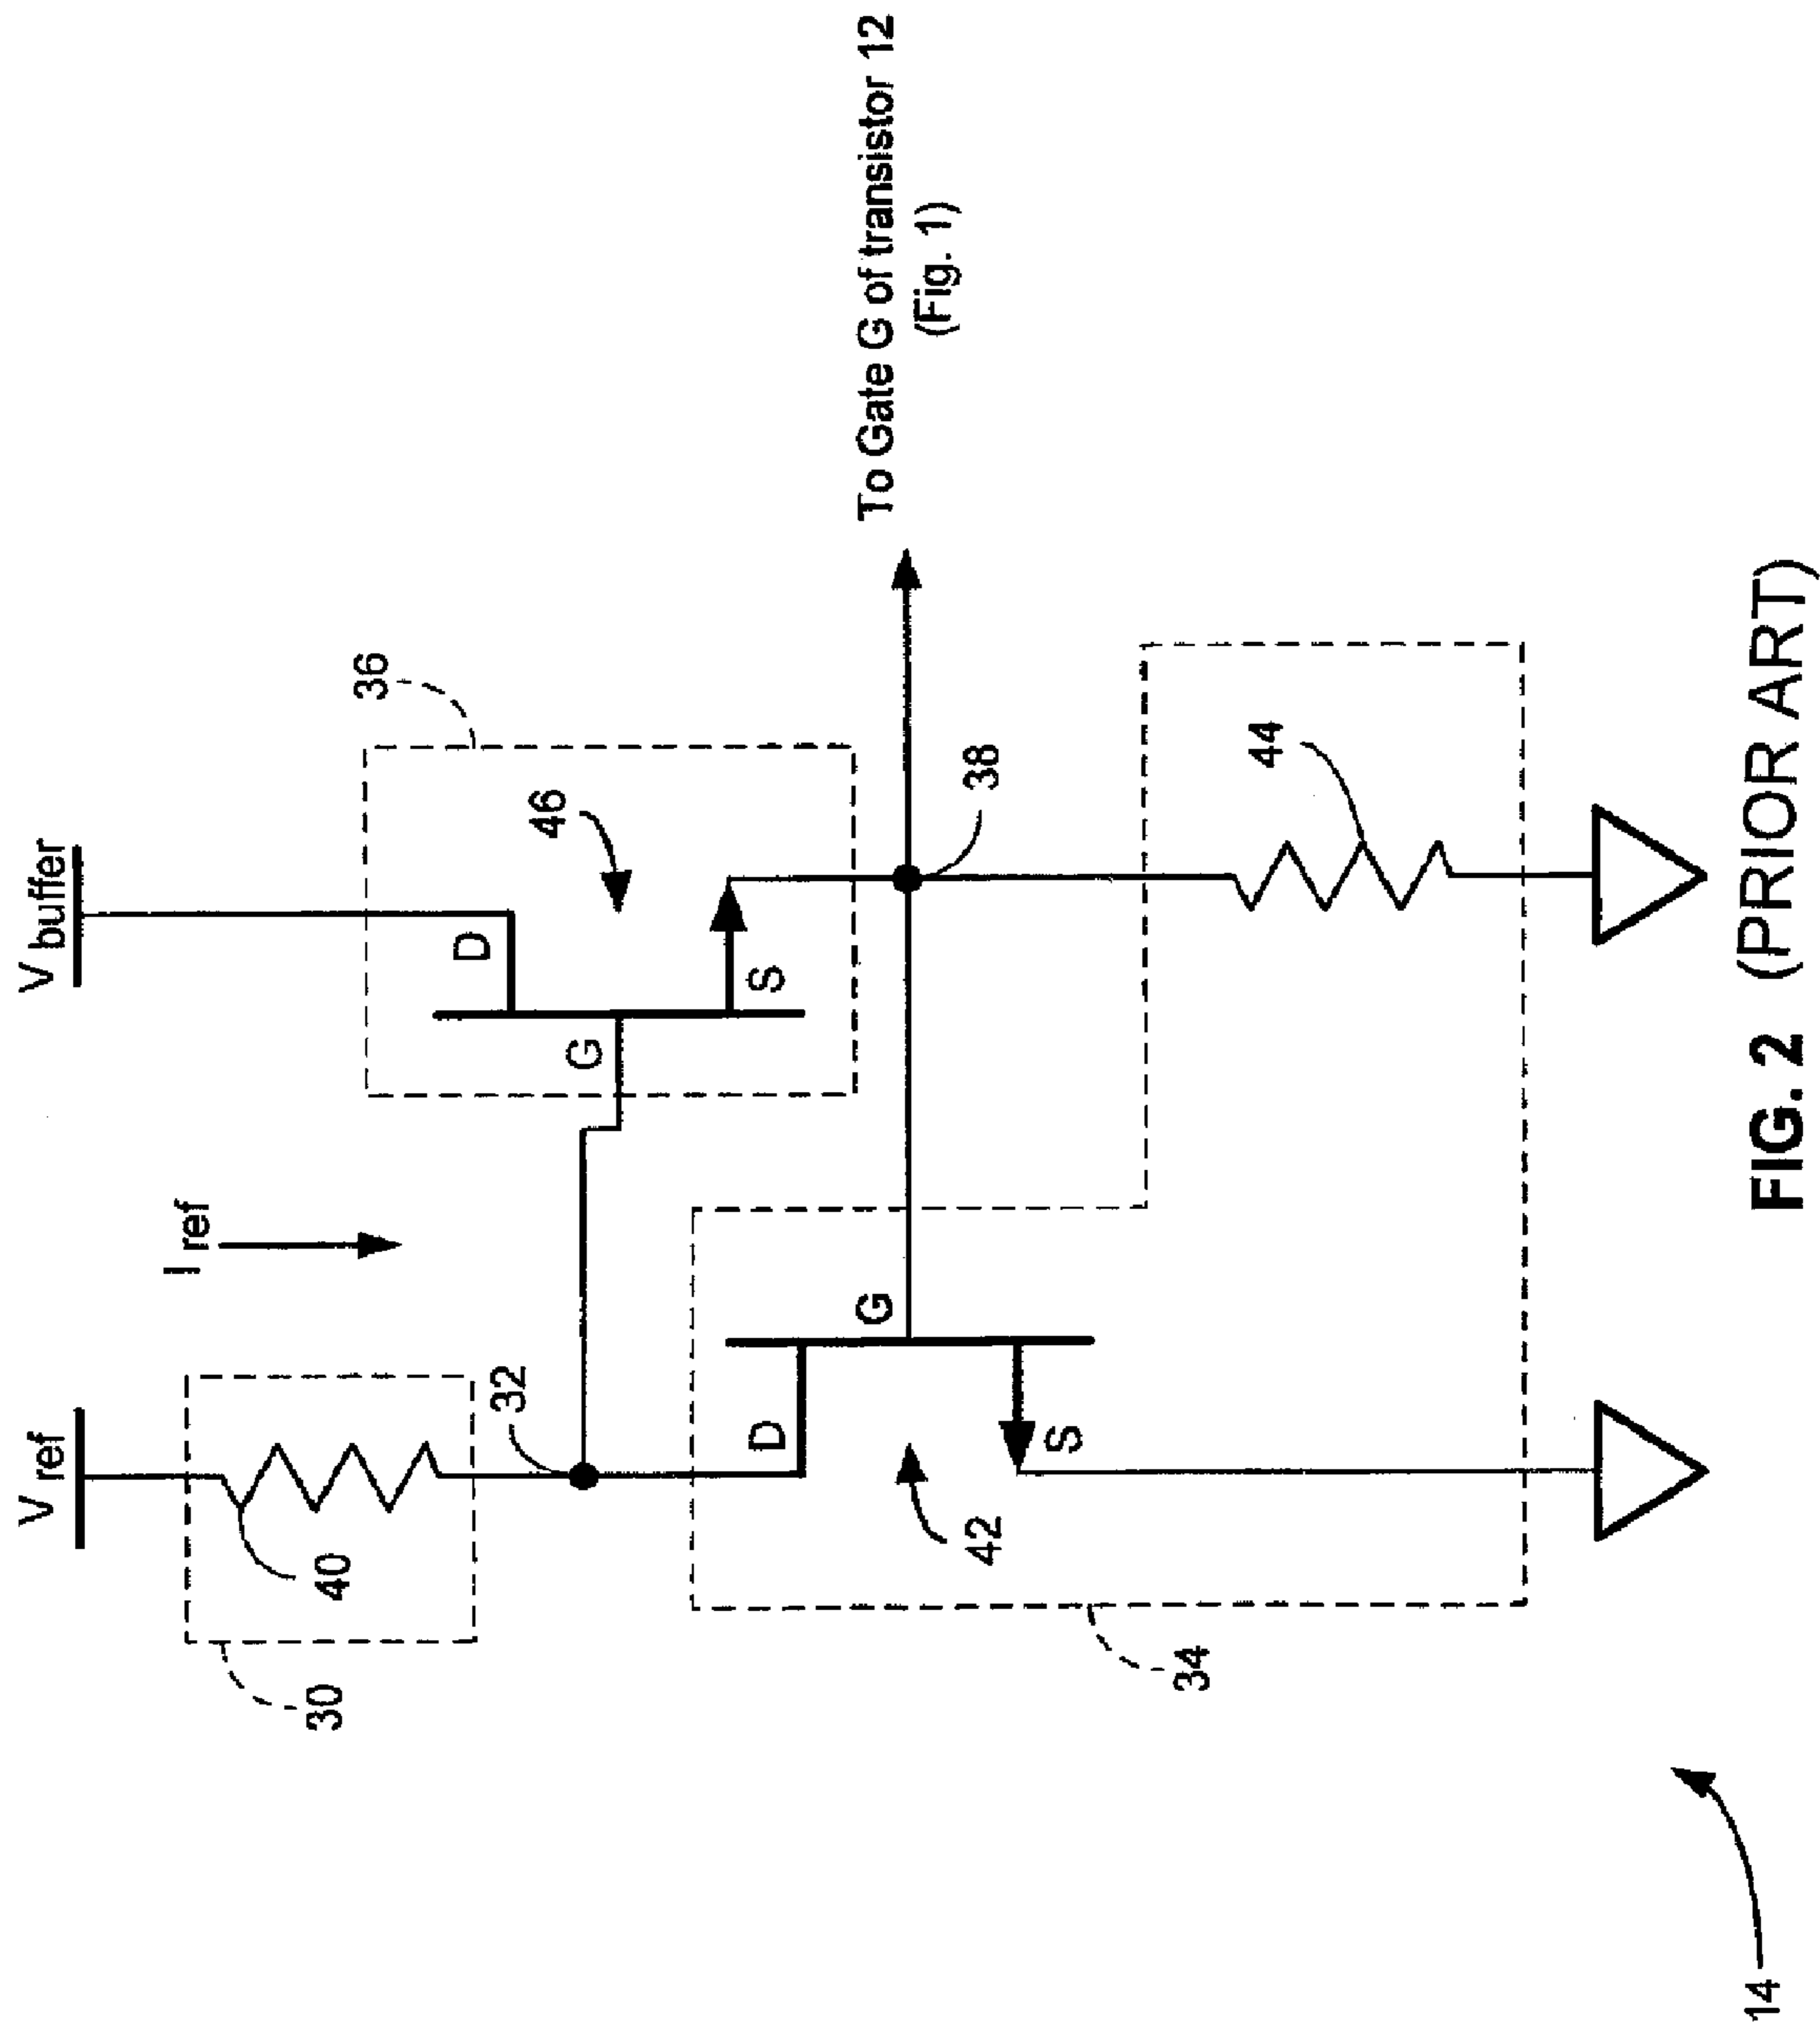 V ref
V buffer
I ref
30
40
32
36
D
46
G
S
D
G
42
S
38
To Gate G of transistor 12
(Fig. 1)
34
44
14
FIG. 2 (PRIOR ART)